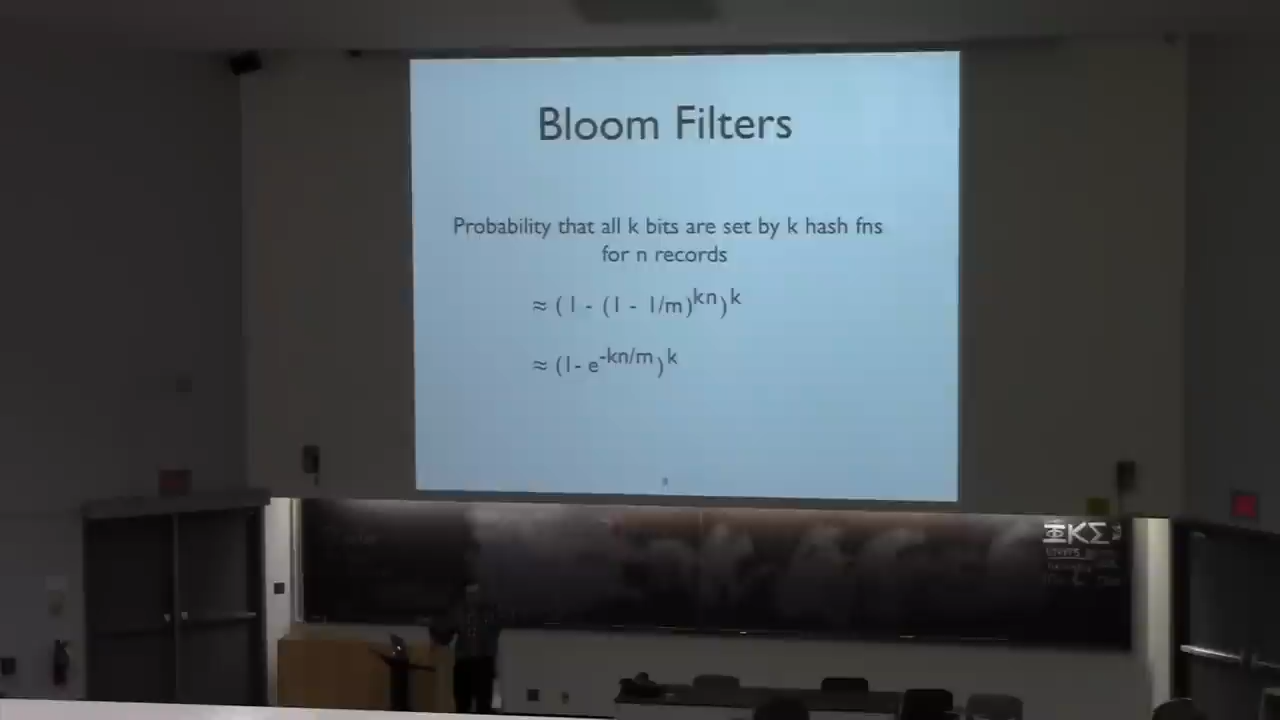 Bloom Filters
Probability that all k bits are set by k hash fns
for n records
≈ ( 1 - (1 - 1/m)^kn)^k
≈ (1- e^-kn/m)^k
ΦΚΣ